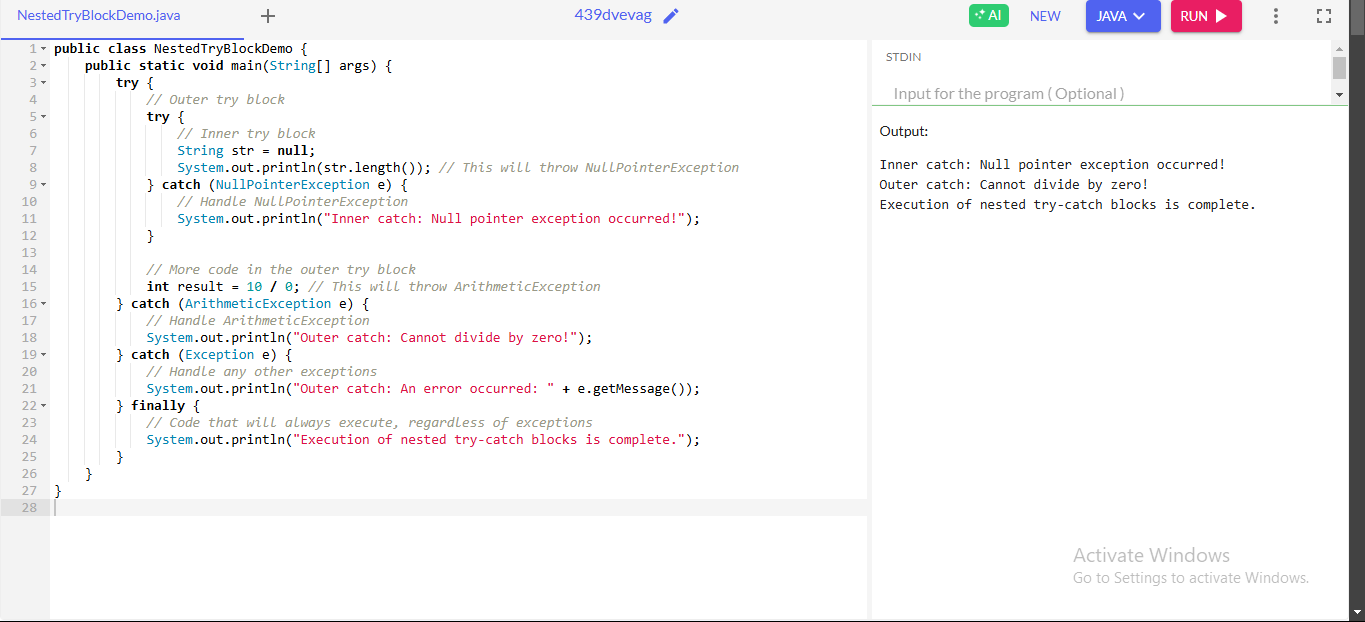 NestedTryBlockDemo.java
439dvevag
AI
NEW
JAVA
RUN
1 public class NestedTryBlockDemo {
2     public static void main(String[] args) {
3         try {
4             // Outer try block
5             try {
6                 // Inner try block
7                 String str = null;
8                 System.out.println(str.length()); // This will throw NullPointerException
9             } catch (NullPointerException e) {
10                 // Handle NullPointerException
11                 System.out.println("Inner catch: Null pointer exception occurred!");
12             }
13
14             // More code in the outer try block
15             int result = 10 / 0; // This will throw ArithmeticException
16         } catch (ArithmeticException e) {
17             // Handle ArithmeticException
18             System.out.println("Outer catch: Cannot divide by zero!");
19         } catch (Exception e) {
20             // Handle any other exceptions
21             System.out.println("Outer catch: An error occurred: " + e.getMessage());
22         } finally {
23             // Code that will always execute, regardless of exceptions
24             System.out.println("Execution of nested try-catch blocks is complete.");
25         }
26     }
27 }
28
STDIN
Input for the program ( Optional )
Output:
Inner catch: Null pointer exception occurred!
Outer catch: Cannot divide by zero!
Execution of nested try-catch blocks is complete.
Activate Windows
Go to Settings to activate Windows.